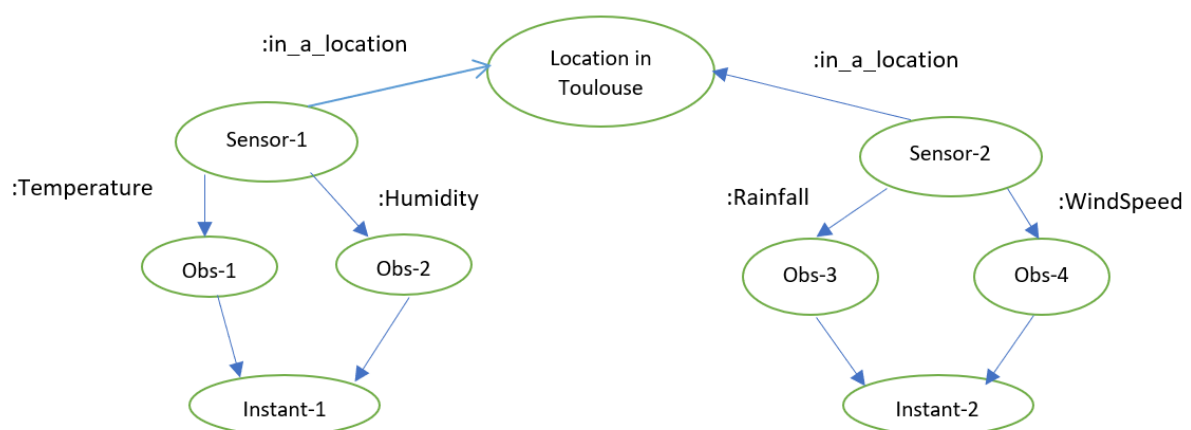 :in_a_location
Location in
Toulouse
:in_a_location
Sensor-1
Sensor-2
:Temperature
:Humidity
:Rainfall
:WindSpeed
Obs-1
Obs-2
Obs-3
Obs-4
Instant-1
Instant-2